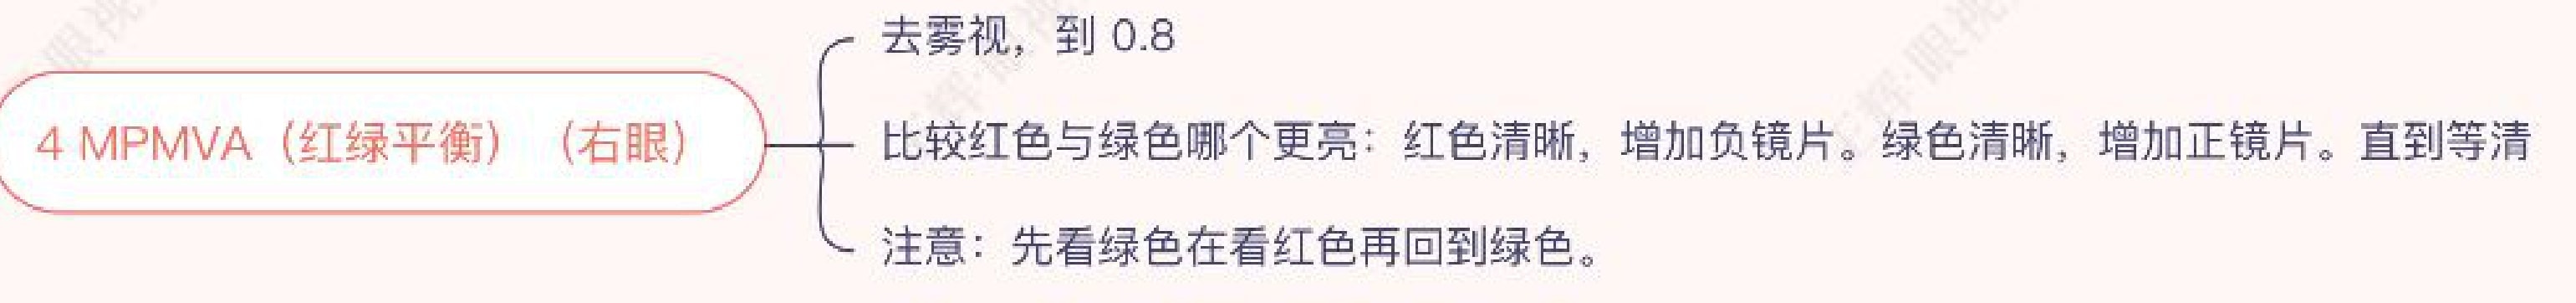 去雾视，到 0.8
4 MPMVA（红绿平衡）（右眼）
比较红色与绿色哪个更亮：红色清晰，增加负镜片。绿色清晰，增加正镜片。直到等清
注意：先看绿色在看红色再回到绿色。